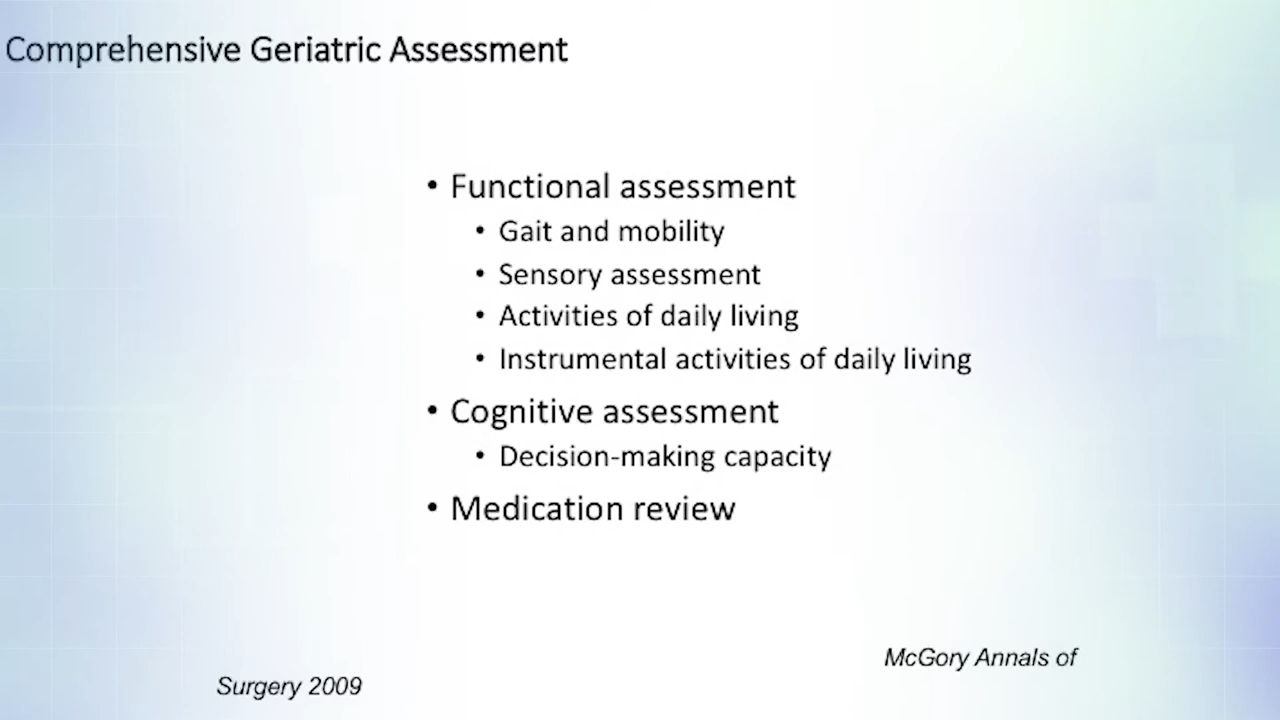 Comprehensive Geriatric Assessment
• Functional assessment
• Gait and mobility
• Sensory assessment
• Activities of daily living
• Instrumental activities of daily living
• Cognitive assessment
• Decision-making capacity
• Medication review
McGory Annals of
Surgery 2009